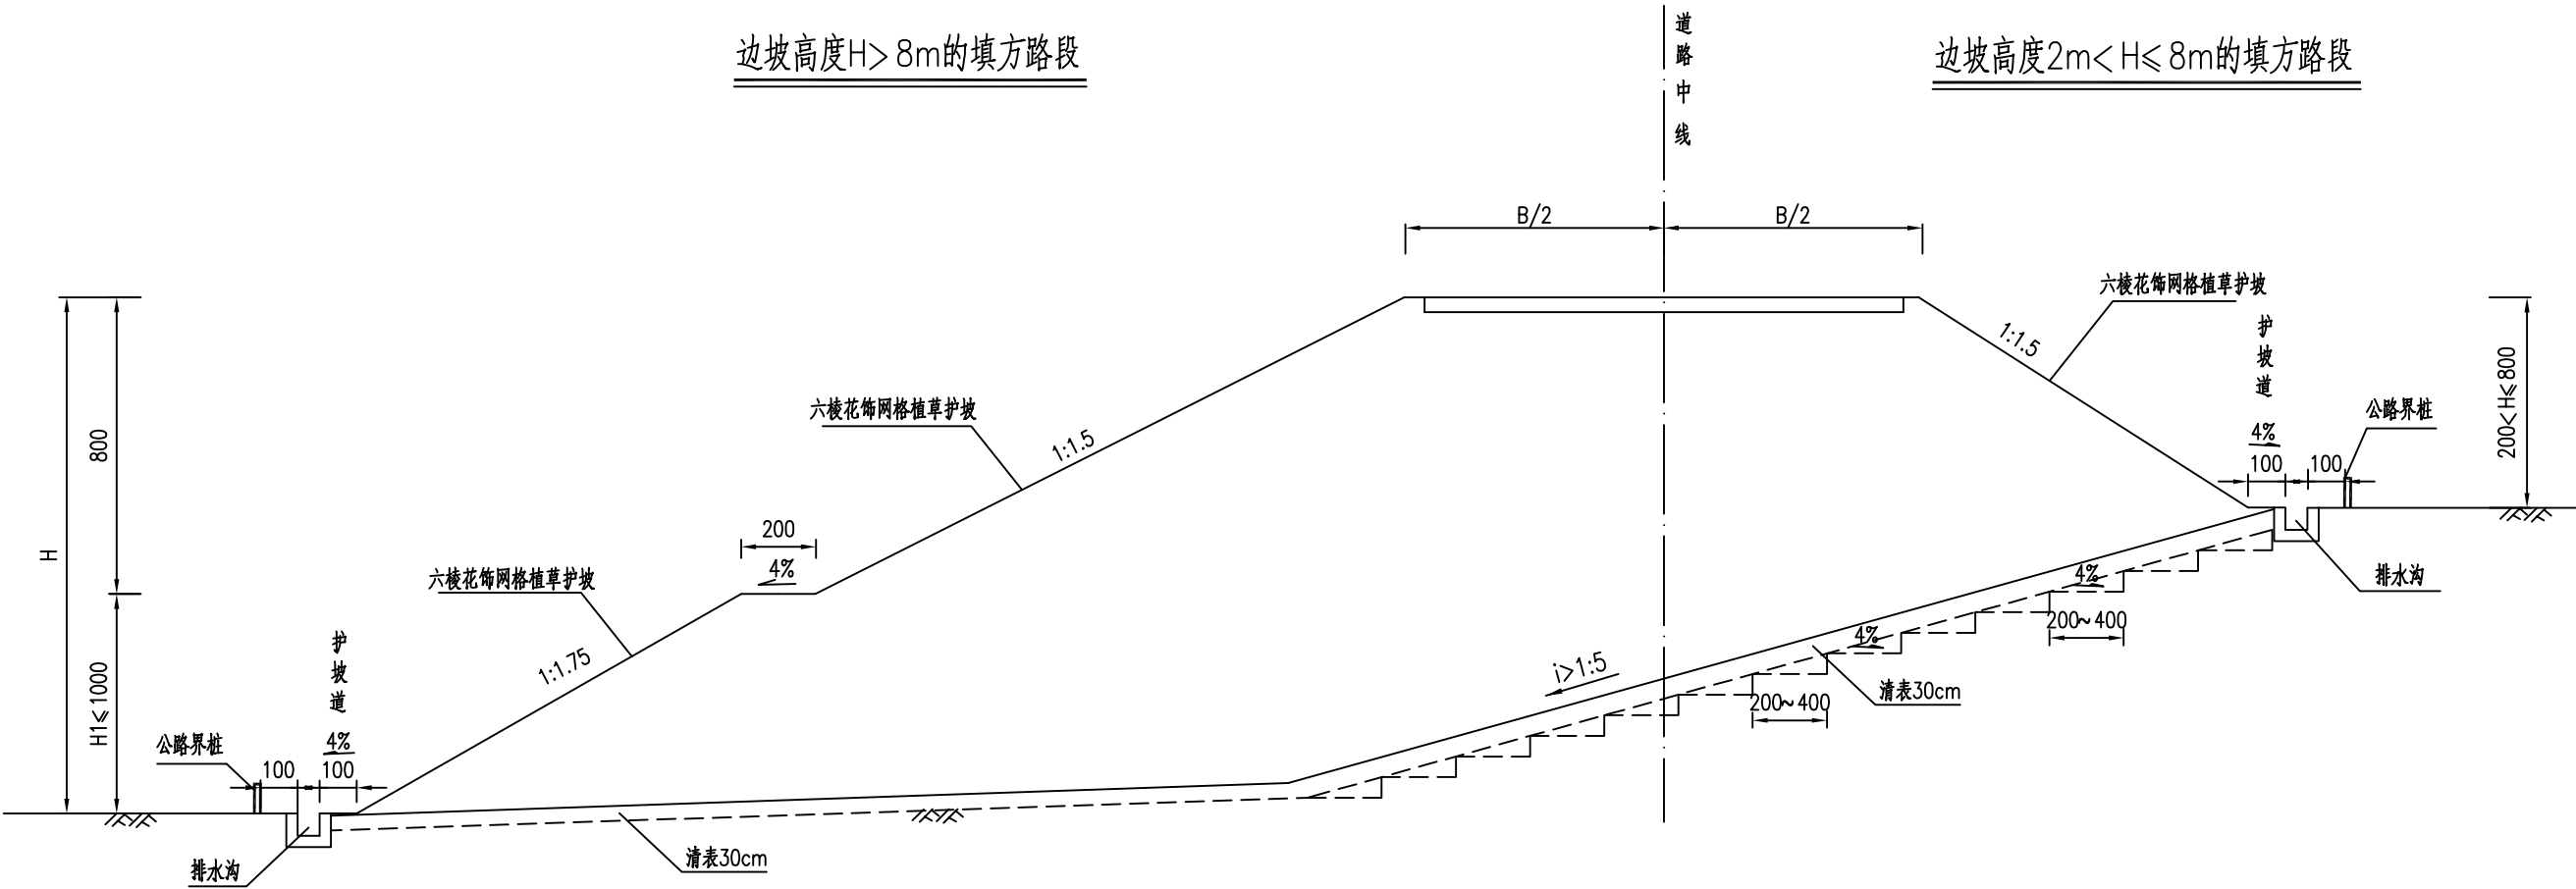 边坡高度H>8m的填方路段
道路中线
边坡高度2m<H≤8m的填方路段
B/2
B/2
六棱花饰网格植草护坡
1:1.5
护坡道
4%
100
100
公路界桩
200<H≤800
排水沟
六棱花饰网格植草护坡
1:1.5
800
H
200
4%
六棱花饰网格植草护坡
1:1.75
护坡道
H1≤1000
公路界桩
4%
100
100
排水沟
清表30cm
i>1:5
4%
200~400
4%
200~400
清表30cm